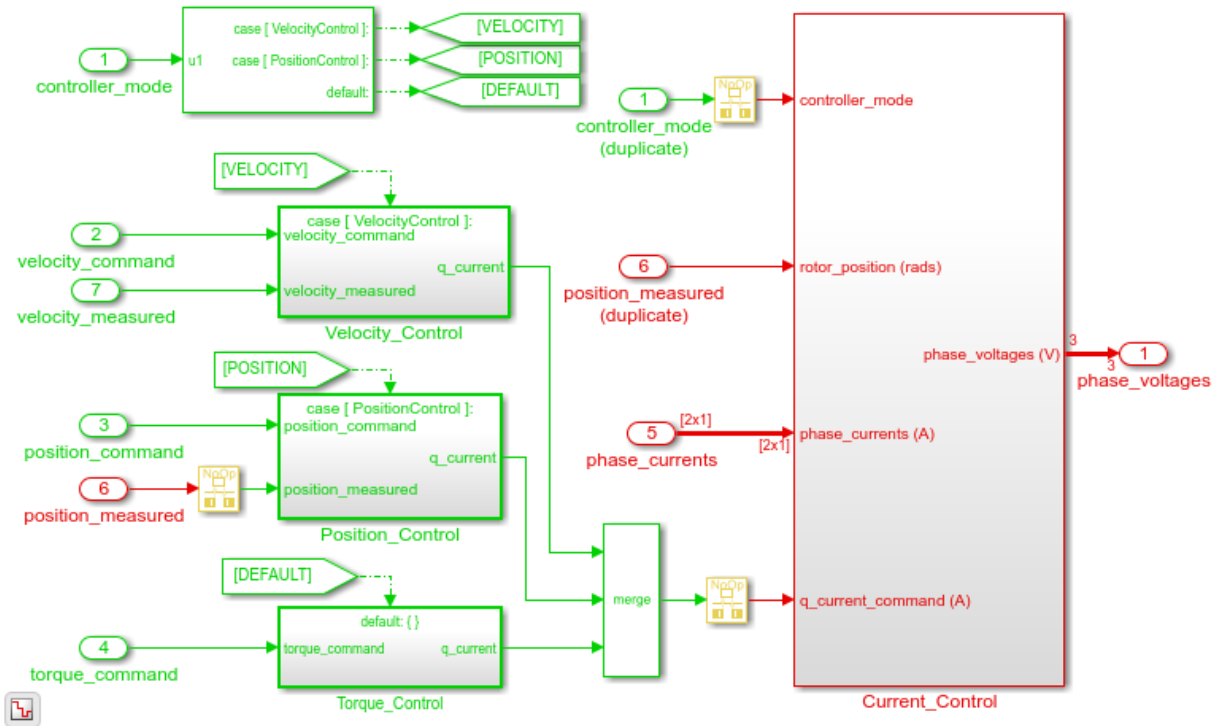 case [ VelocityControl ]:
[VELOCITY]
1
u1
case [ PositionControl ]:
[POSITION]
controller_mode
default:
[DEFAULT]
1
NoOp
controller_mode
controller_mode
(duplicate)
[VELOCITY]
case [ VelocityControl ]:
2
velocity_command
velocity_command
q_current
7
velocity_measured
velocity_measured
Velocity_Control
6
rotor_position (rads)
position_measured
(duplicate)
phase_voltages (V)
3
3
1
phase_voltages
[POSITION]
case [ PositionControl ]:
3
position_command
position_command
q_current
6
NoOp
position_measured
position_measured
Position_Control
[2x1]
5
[2x1]
phase_currents (A)
phase_currents
[DEFAULT]
default: { }
4
torque_command
q_current
torque_command
Torque_Control
merge
NoOp
q_current_command (A)
Current_Control